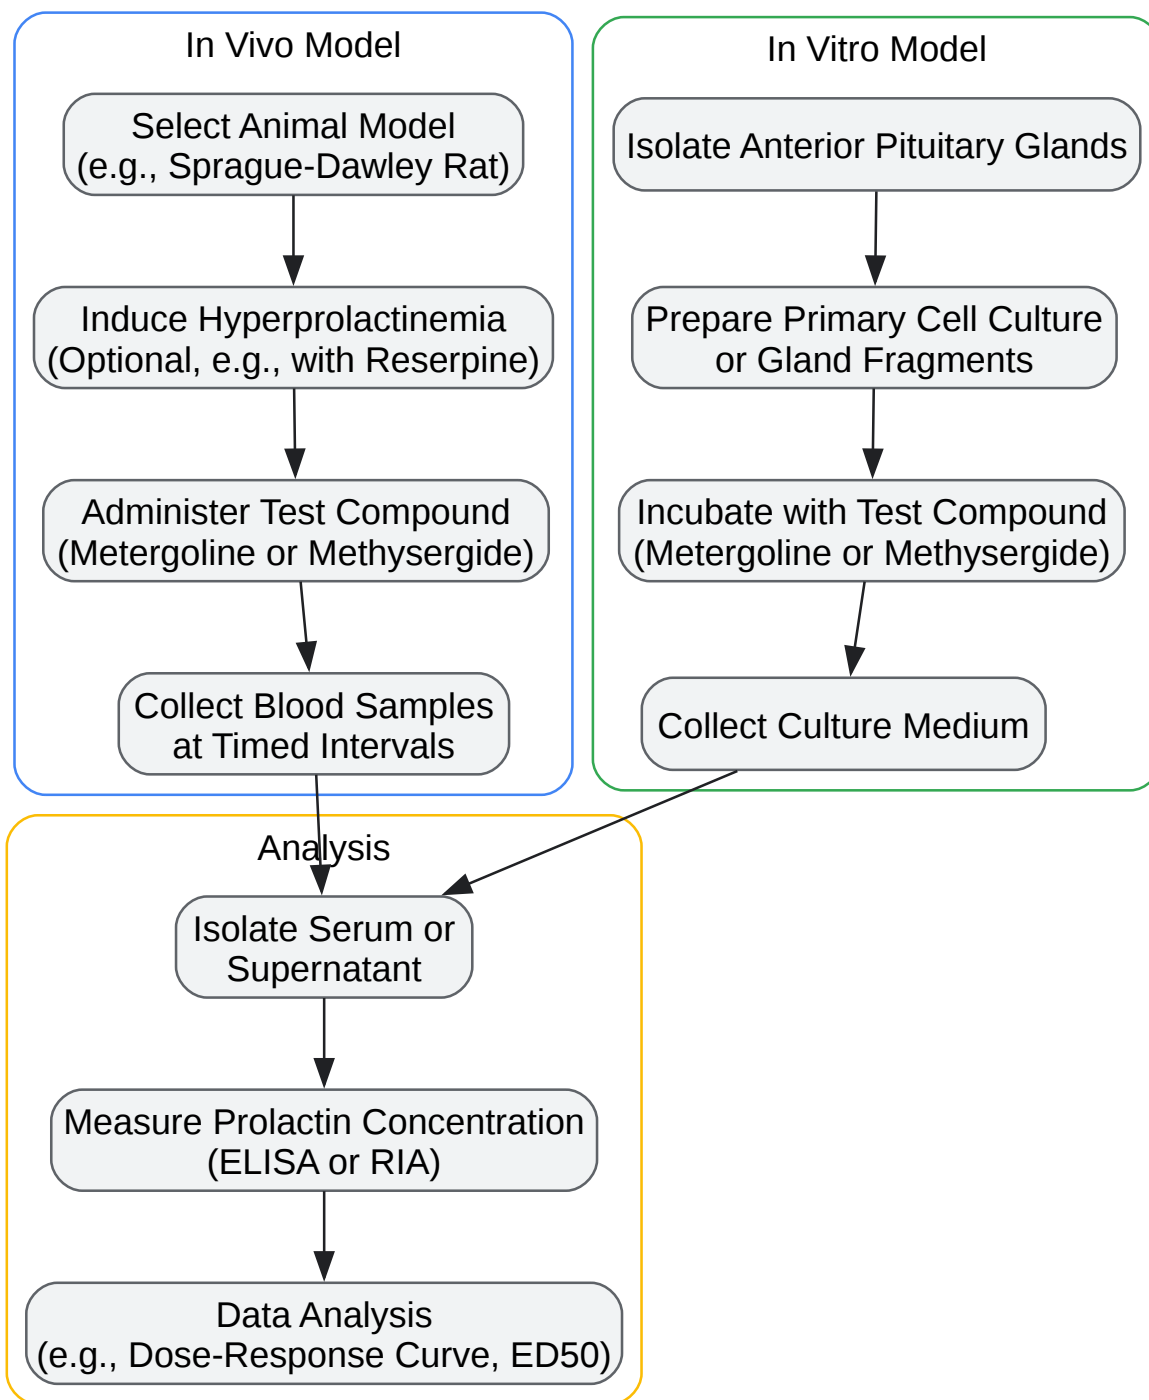 In Vivo Model
Select Animal Model
(e.g., Sprague-Dawley Rat)
Induce Hyperprolactinemia
(Optional, e.g., with Reserpine)
Administer Test Compound
(Metergoline or Methysergide)
Collect Blood Samples
at Timed Intervals
In Vitro Model
Isolate Anterior Pituitary Glands
Prepare Primary Cell Culture
or Gland Fragments
Incubate with Test Compound
(Metergoline or Methysergide)
Collect Culture Medium
Analysis
Isolate Serum or
Supernatant
Measure Prolactin Concentration
(ELISA or RIA)
Data Analysis
(e.g., Dose-Response Curve, ED50)